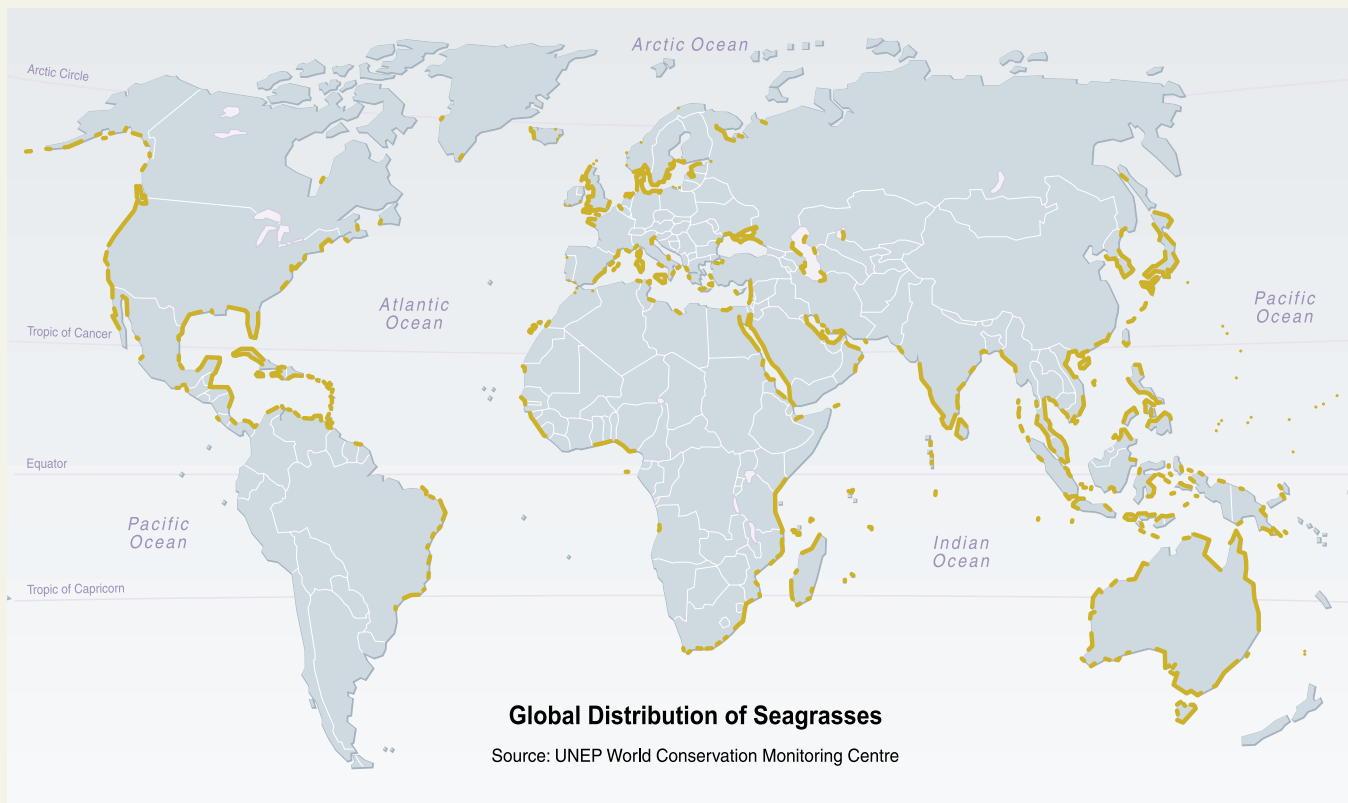 Arctic Ocean
Arctic Circle
Atlantic
Ocean
Pacific
Ocean
Tropic of Cancer
Equator
Pacific
Ocean
Indian
Ocean
Tropic of Capricorn
Global Distribution of Seagrasses
Source: UNEP World Conservation Monitoring Centre